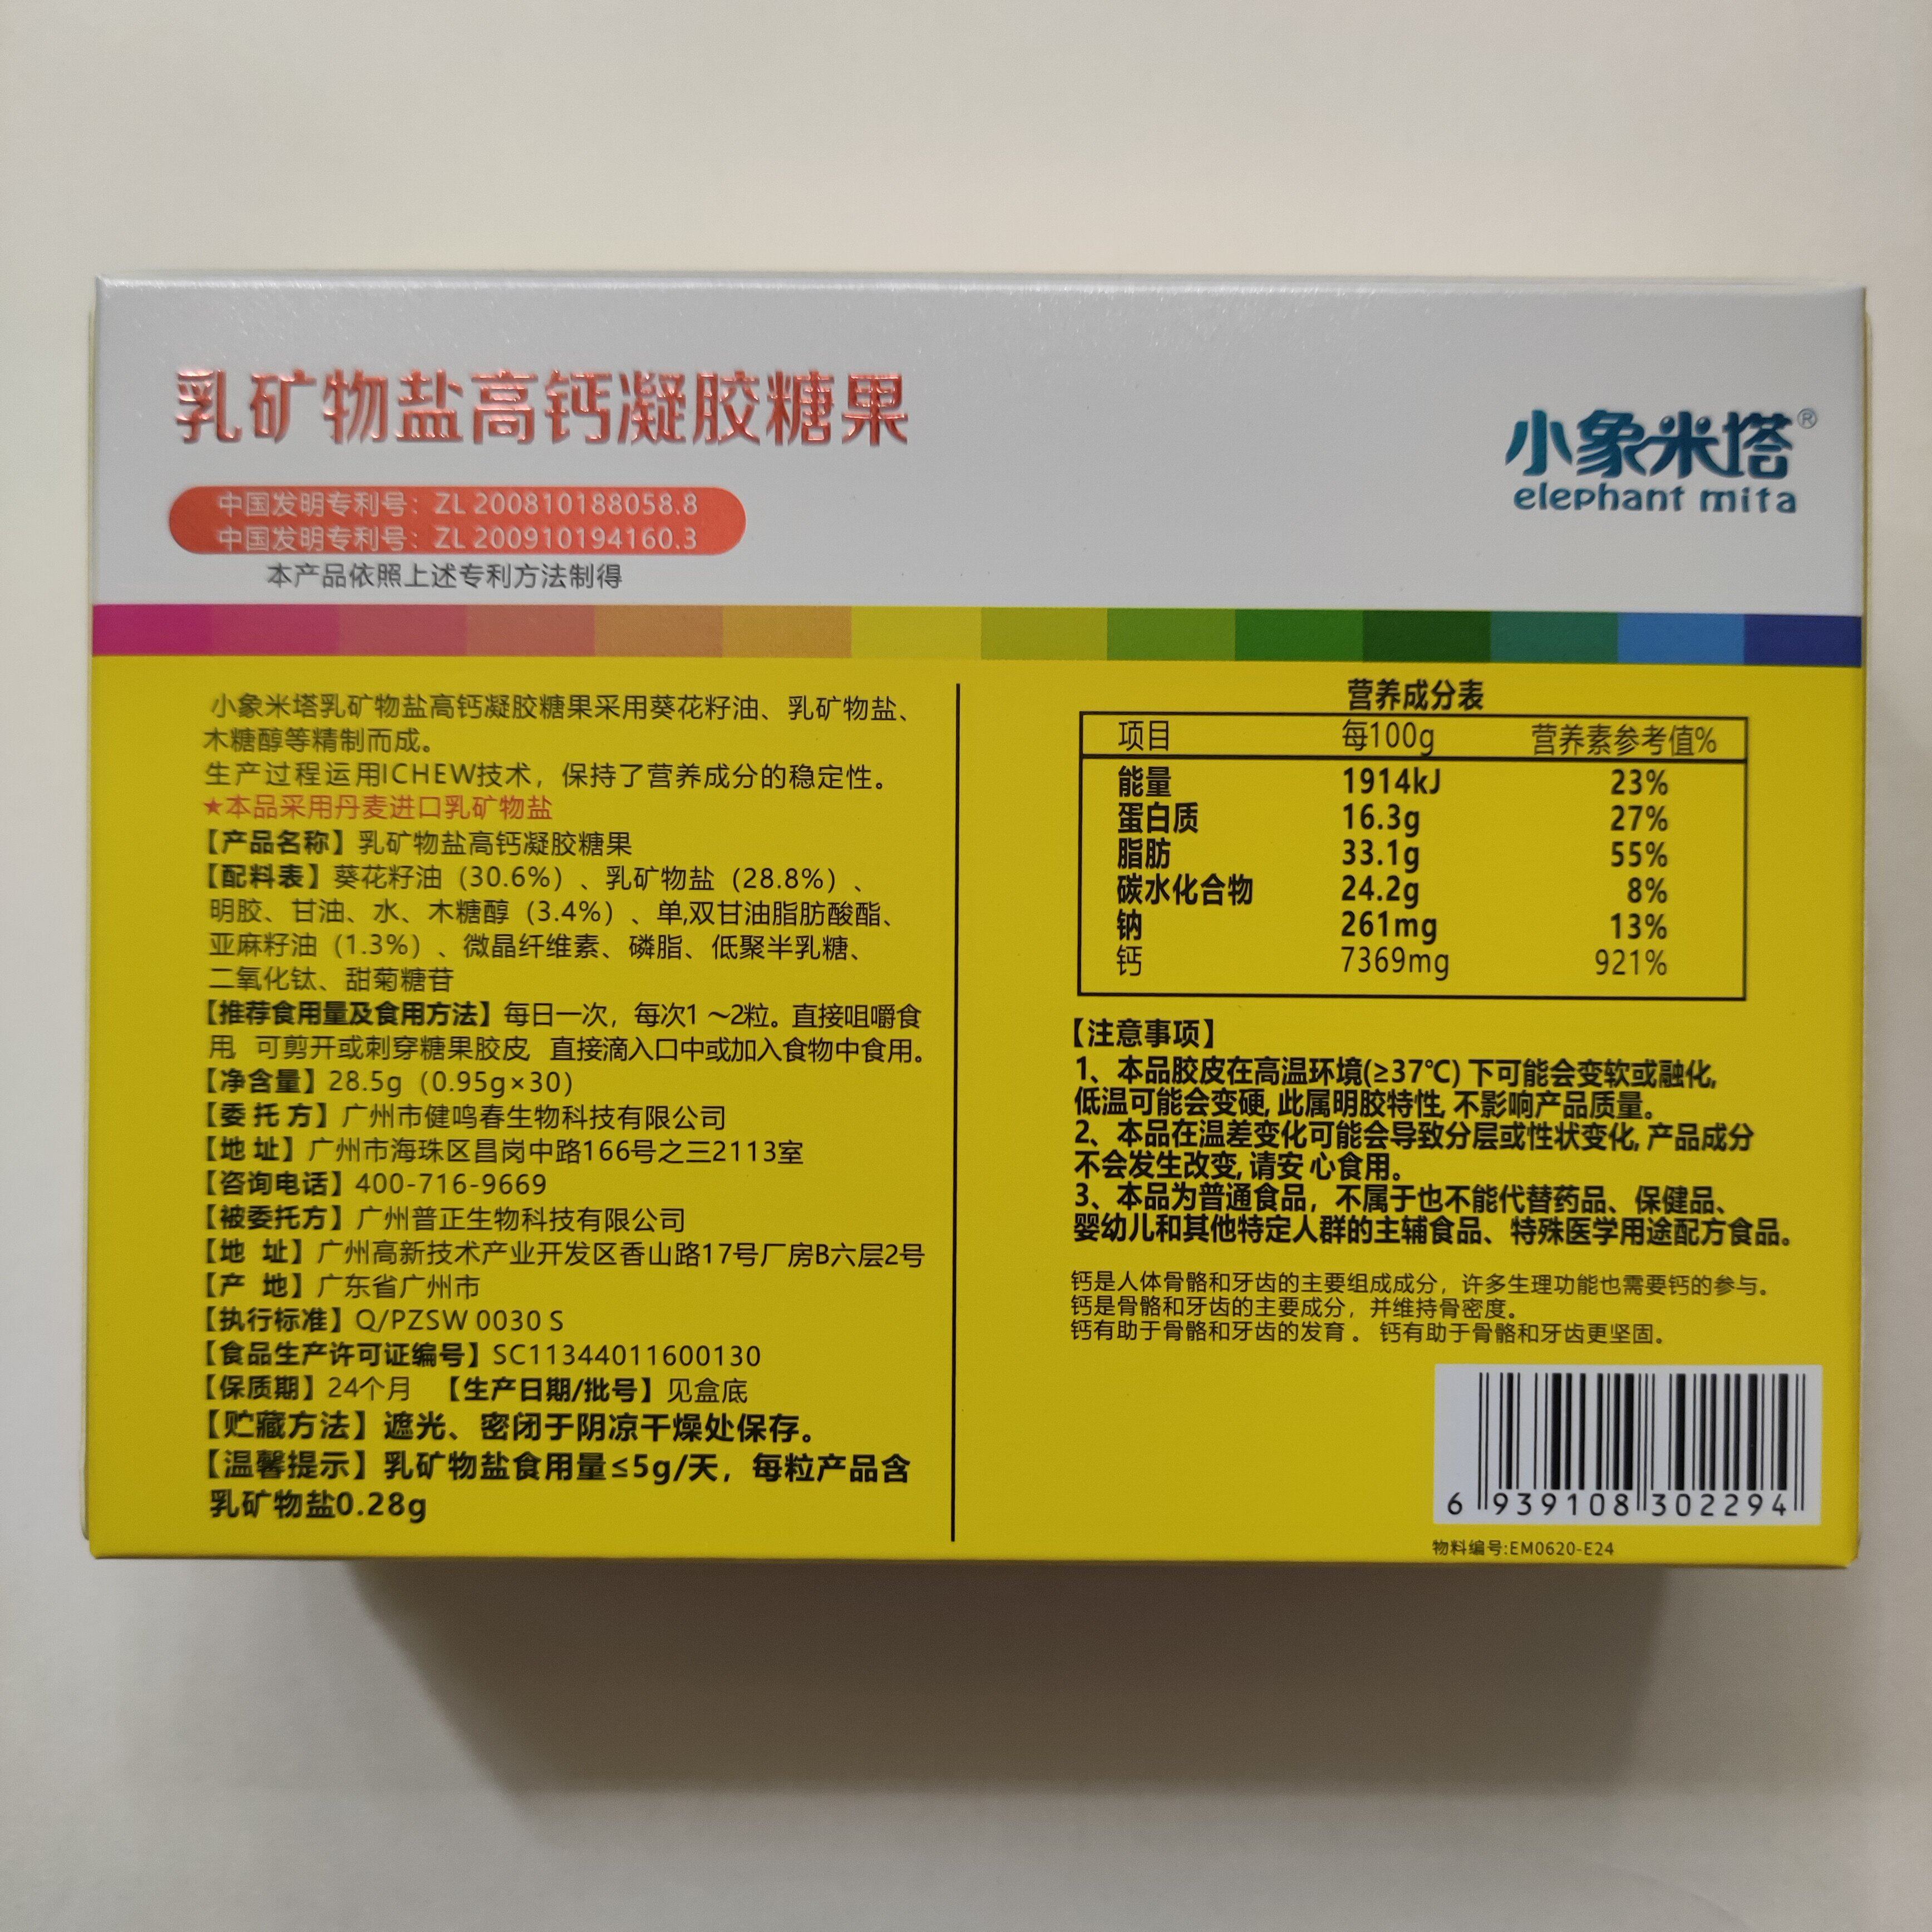 乳矿物盐高钙凝胶糖果
中国发明专利号：ZL 200810188058.8
中国发明专利号：ZL 200910194160.3
本产品依照上述专利方法制得
小象米塔®
elephant mita
小象米塔乳矿物盐高钙凝胶糖果采用葵花籽油、乳矿物盐、
木糖醇等精制而成。
生产过程运用ICHEW技术，保持了营养成分的稳定性。
★本品采用丹麦进口乳矿物盐
【产品名称】乳矿物盐高钙凝胶糖果
【配料表】葵花籽油（30.6%）、乳矿物盐（28.8%）、
明胶、甘油、水、木糖醇（3.4%）、单,双甘油脂肪酸酯、
亚麻籽油（1.3%）、微晶纤维素、磷脂、低聚半乳糖、
二氧化钛、甜菊糖苷
【推荐食用量及食用方法】每日一次，每次1～2粒。直接咀嚼食
用，可剪开或刺穿糖果胶皮，直接滴入口中或加入食物中食用。
【净含量】28.5g（0.95g×30）
【委 托 方】广州市健鸣春生物科技有限公司
【地 址】广州市海珠区昌岗中路166号之三2113室
【咨询电话】400-716-9669
【被委托方】广州普正生物科技有限公司
【地 址】广州高新技术产业开发区香山路17号厂房B六层2号
【产 地】广东省广州市
【执行标准】Q/PZSW 0030 S
【食品生产许可证编号】SC11344011600130
【保质期】24个月 【生产日期/批号】见盒底
【贮藏方法】遮光、密闭于阴凉干燥处保存。
【温馨提示】乳矿物盐食用量≤5g/天，每粒产品含
乳矿物盐0.28g
营养成分表
项目 每100g 营养素参考值%
能量 1914kJ 23%
蛋白质 16.3g 27%
脂肪 33.1g 55%
碳水化合物 24.2g 8%
钠 261mg 13%
钙 7369mg 921%
【注意事项】
1、本品胶皮在高温环境(≥37℃) 下可能会变软或融化,
低温可能会变硬, 此属明胶特性, 不影响产品质量。
2、本品在温差变化可能会导致分层或性状变化, 产品成分
不会发生改变, 请安 心食用。
3、本品为普通食品，不属于也不能代替药品、保健品、
婴幼儿和其他特定人群的主辅食品、特殊医学用途配方食品。
钙是人体骨骼和牙齿的主要组成成分，许多生理功能也需要钙的参与。
钙是骨骼和牙齿的主要成分，并维持骨密度。
钙有助于骨骼和牙齿的发育 。 钙有助于骨骼和牙齿更坚固。
6 939108 302294
物料编号:EM0620-E24